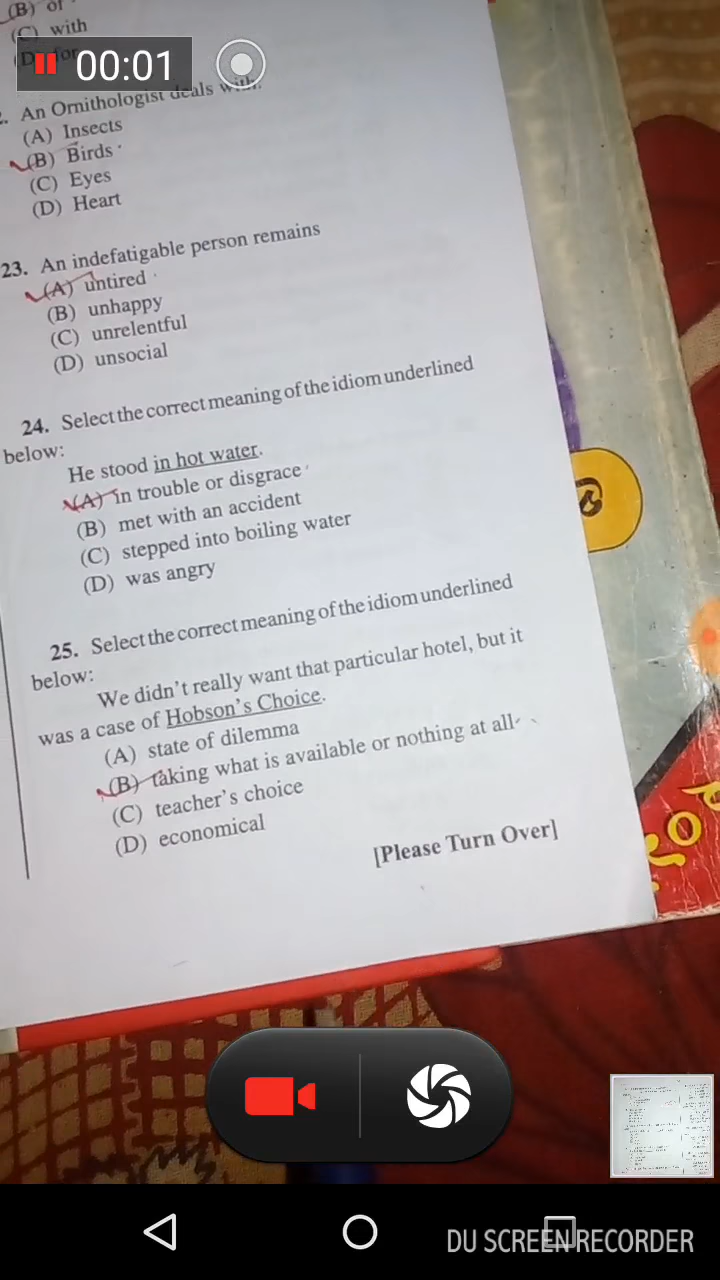 (B) of
(C) with
(D) for
00:01
2. An Ornithologist deals with.
(A) Insects
(B) Birds
(C) Eyes
(D) Heart
23. An indefatigable person remains
(A) untired
(B) unhappy
(C) unrelentful
(D) unsocial
24. Select the correct meaning of the idiom underlined
below:
He stood in hot water.
(A) in trouble or disgrace
(B) met with an accident
(C) stepped into boiling water
(D) was angry
25. Select the correct meaning of the idiom underlined
below:
We didn't really want that particular hotel, but it
was a case of Hobson's Choice.
(A) state of dilemma
(B) taking what is available or nothing at all
(C) teacher's choice
(D) economical
[Please Turn Over]
DU SCREEN RECORDER